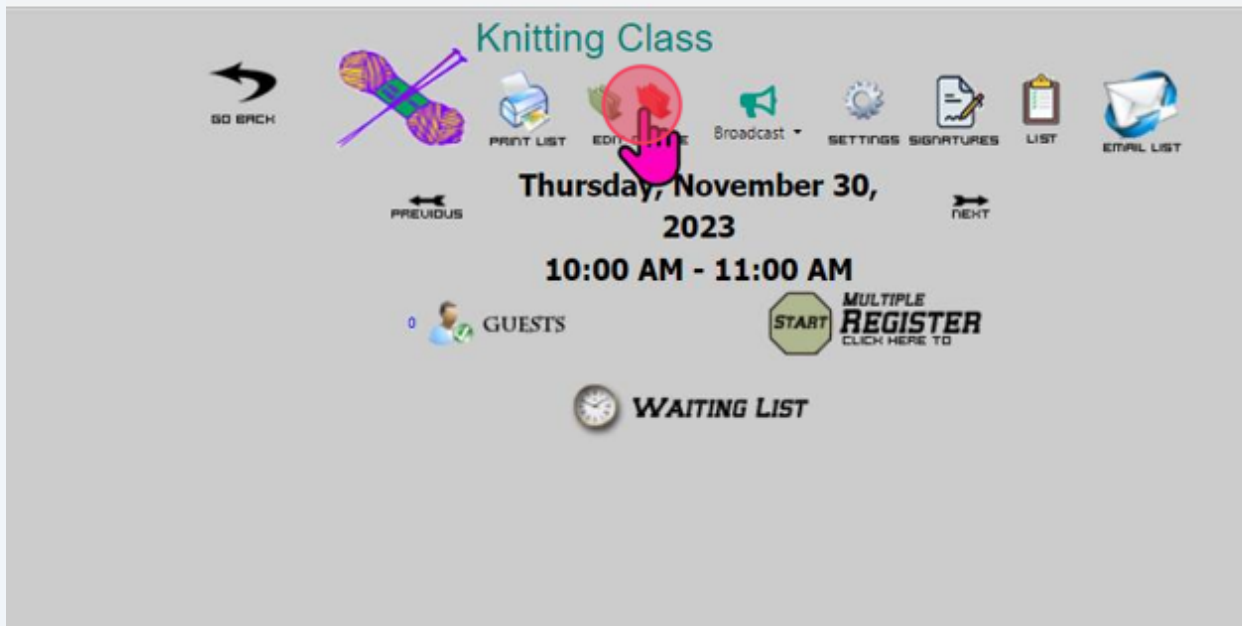 Knitting Class
GO BACK
PRINT LIST
EDIT
Broadcast
SETTINGS
SIGNATURES
LIST
EMAIL LIST
PREVIOUS
Thursday, November 30,
2023
NEXT
10:00 AM - 11:00 AM
0 GUESTS
START
MULTIPLE
REGISTER
CLICK HERE TO
WAITING LIST